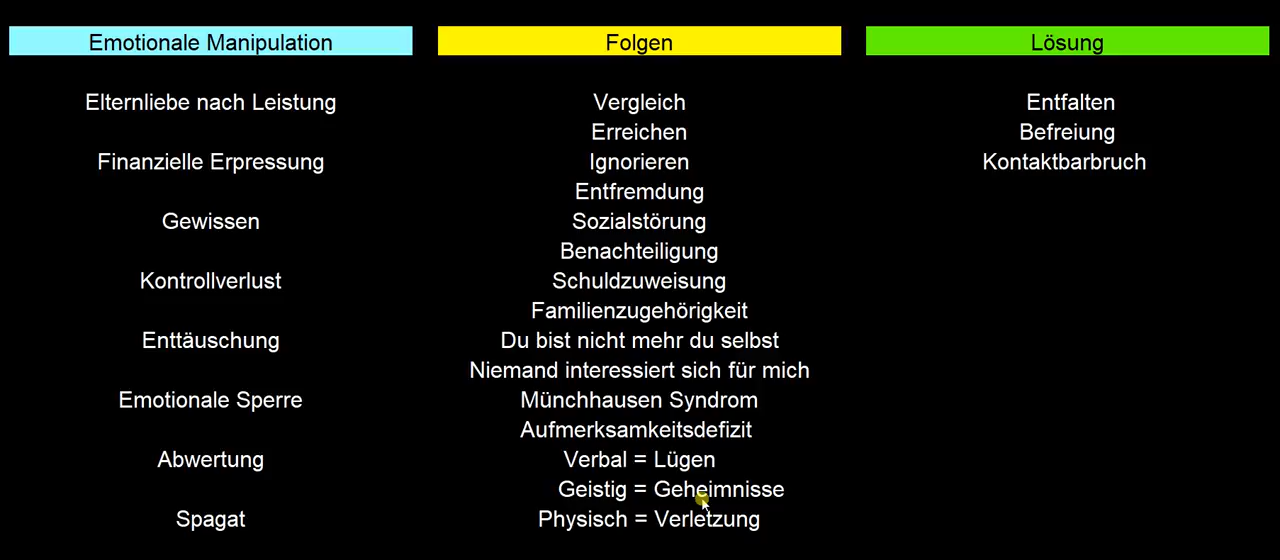 Emotionale Manipulation
Elternliebe nach Leistung
Finanzielle Erpressung
Gewissen
Kontrollverlust
Enttäuschung
Emotionale Sperre
Abwertung
Spagat
Folgen
Vergleich
Erreichen
Ignorieren
Entfremdung
Sozialstörung
Benachteiligung
Schuldzuweisung
Familienzugehörigkeit
Du bist nicht mehr du selbst
Niemand interessiert sich für mich
Münchhausen Syndrom
Aufmerksamkeitsdefizit
Verbal = Lügen
Geistig = Geheimnisse
Physisch = Verletzung
Lösung
Entfalten
Befreiung
Kontaktbarbruch